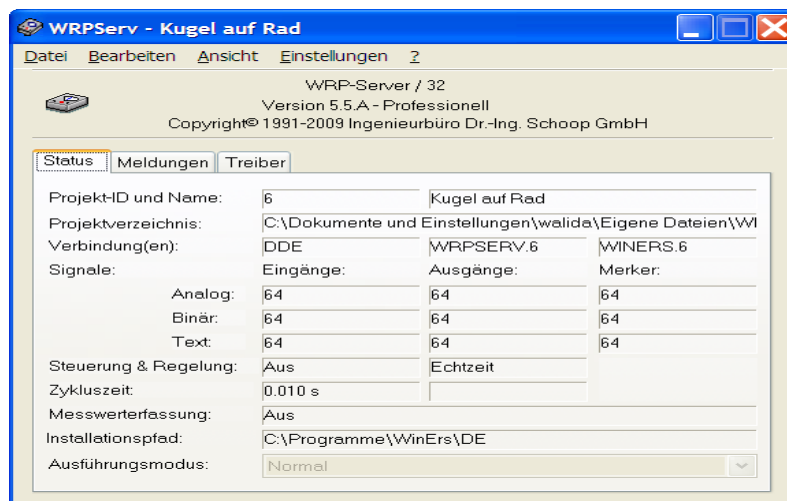 WRPServ - Kugel auf Rad
Datei Bearbeiten Ansicht Einstellungen ?
WRP-Server / 32
Version 5.5.A - Professionell
Copyright© 1991-2009 Ingenieurbüro Dr.-Ing. Schoop GmbH
Status Meldungen Treiber
Projekt-ID und Name: 6 Kugel auf Rad
Projektverzeichnis: C:\Dokumente und Einstellungen\walida\Eigene Dateien\WI
Verbindung(en): DDE WRPSERV.6 WINERS.6
Signale: Eingänge: Ausgänge: Merker:
Analog: 64 64 64
Binär: 64 64 64
Text: 64 64 64
Steuerung & Regelung: Aus Echtzeit
Zykluszeit: 0.010 s
Messwerterfassung: Aus
Installationspfad: C:\Programme\WinErs\DE
Ausführungsmodus: Normal